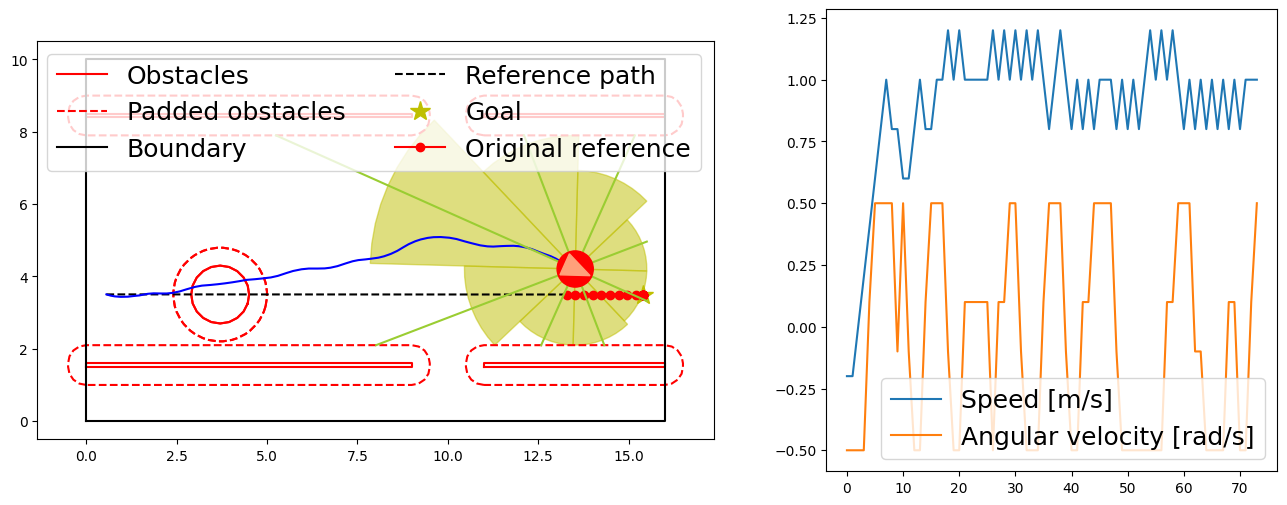 10
8
6
4
2
0
0.0 2.5 5.0 7.5 10.0 12.5 15.0
Obstacles
Padded obstacles
Boundary
Reference path
Goal
Original reference
1.25
1.00
0.75
0.50
0.25
0.00
−0.25
−0.50
0 10 20 30 40 50 60 70
Speed [m/s]
Angular velocity [rad/s]